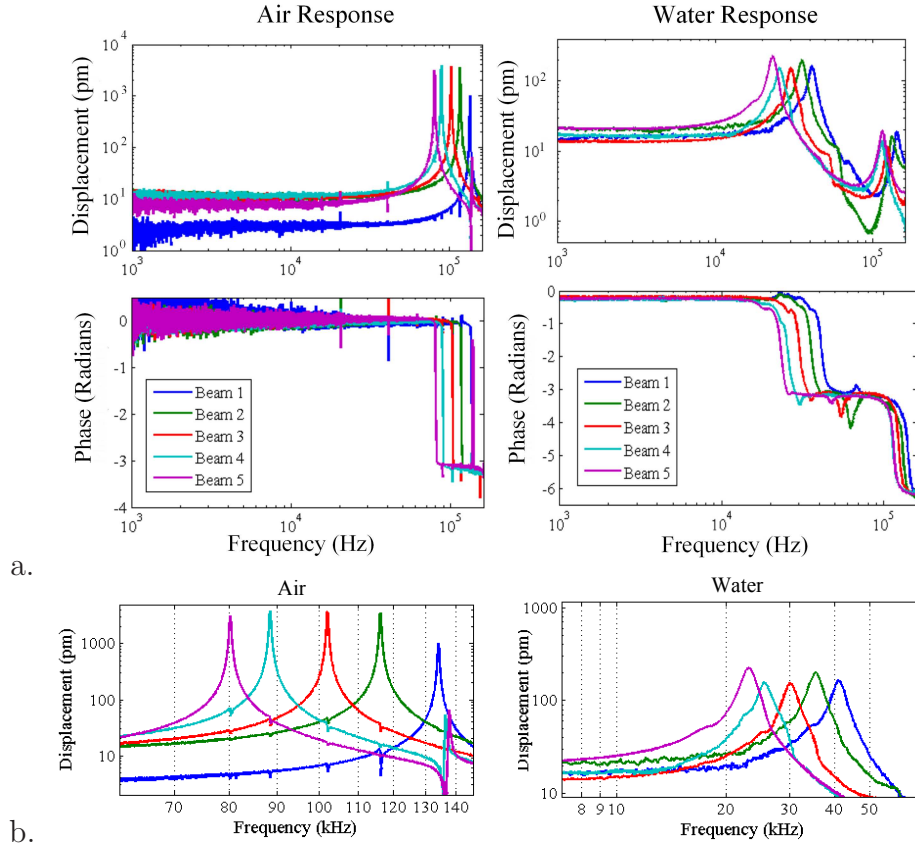 Air Response
Water Response
Displacement (pm)
10^4
10^3
10^2
10^1
10^0
10^3
10^4
10^5
Displacement (pm)
10^2
10^1
10^0
10^3
10^4
10^5
Phase (Radians)
0
-1
-2
-3
-4
Beam 1
Beam 2
Beam 3
Beam 4
Beam 5
10^3
10^4
10^5
Frequency (Hz)
Phase (Radians)
0
-1
-2
-3
-4
-5
-6
Beam 1
Beam 2
Beam 3
Beam 4
Beam 5
10^3
10^4
10^5
Frequency (Hz)
a.
Air
Displacement (pm)
1000
100
10
70 80 90 100 110 120 130 140
Frequency (kHz)
Water
Displacement (pm)
1000
100
10
8 9 10 20 30 40 50
Frequency (kHz)
b.